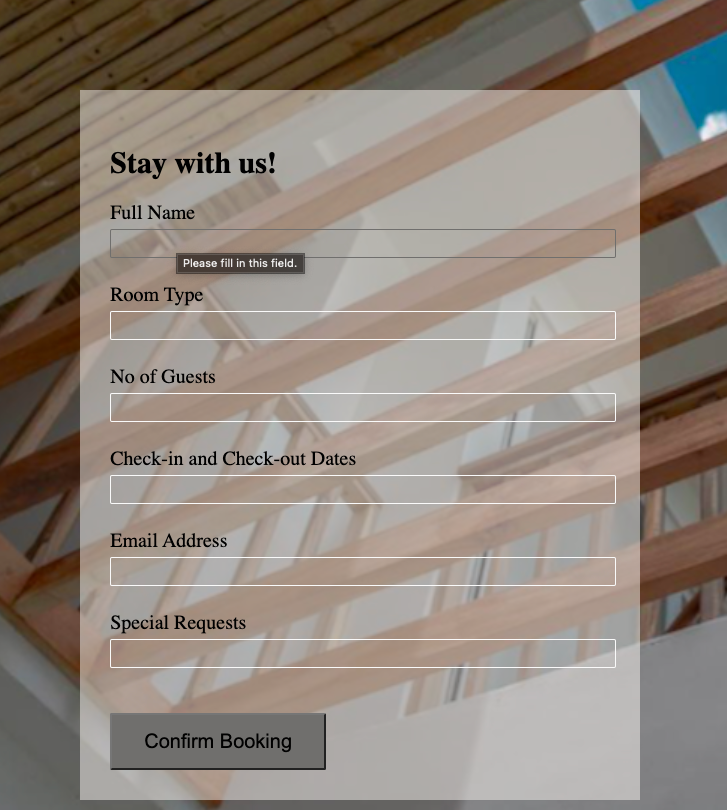 Stay with us!
Full Name
Please fill in this field.
Room Type
No of Guests
Check-in and Check-out Dates
Email Address
Special Requests
Confirm Booking